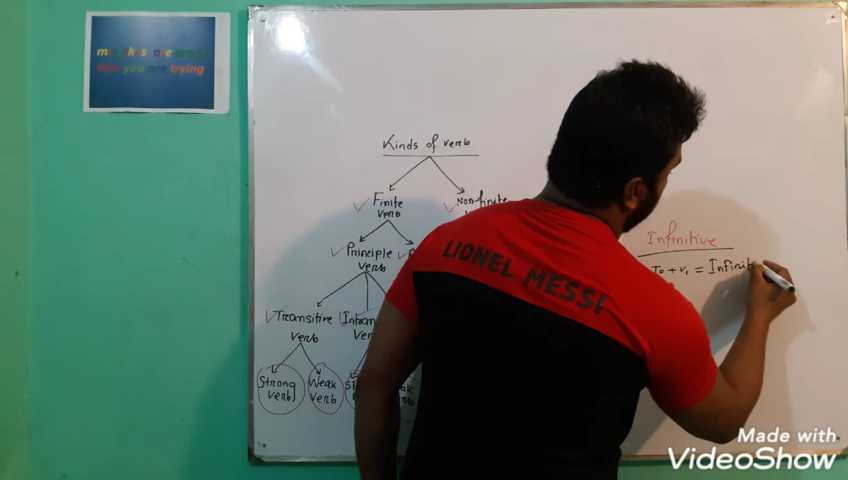 mistakes are proof
that you are trying
Kinds of verb
Finite
verb
Non-finite
Principle
verb
Transitive
verb
Strong
verb
Weak
verb
verb
LIONEL MESSI
Infinitive
To + V1 = Infinit
Made with
VideoShow